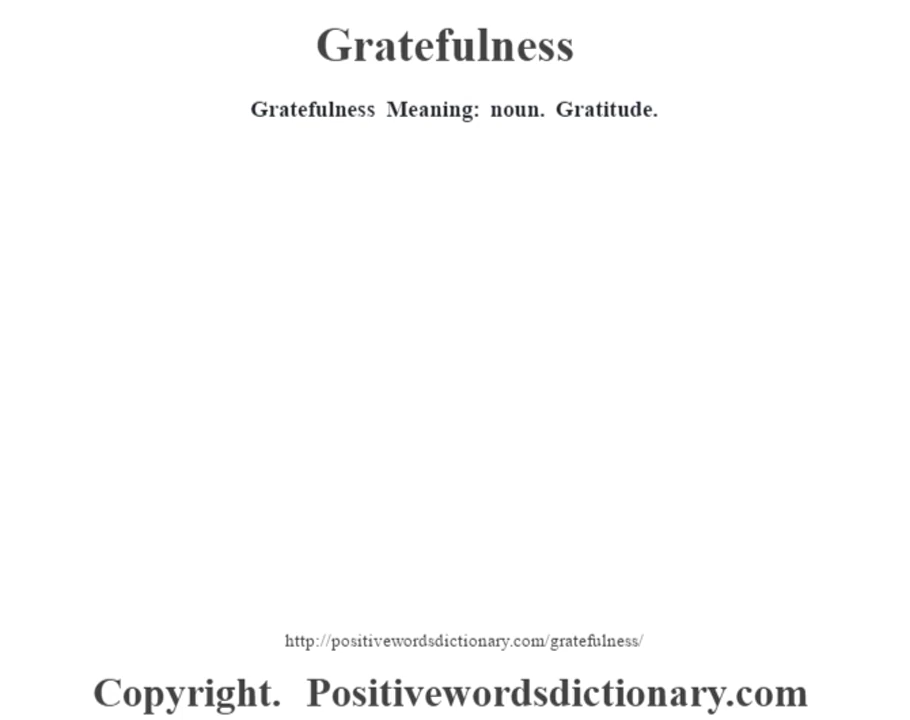 Gratefulness
Gratefulness Meaning: noun. Gratitude.
http://positivewordsdictionary.com/gratefulness/
Copyright. Positivewordsdictionary.com